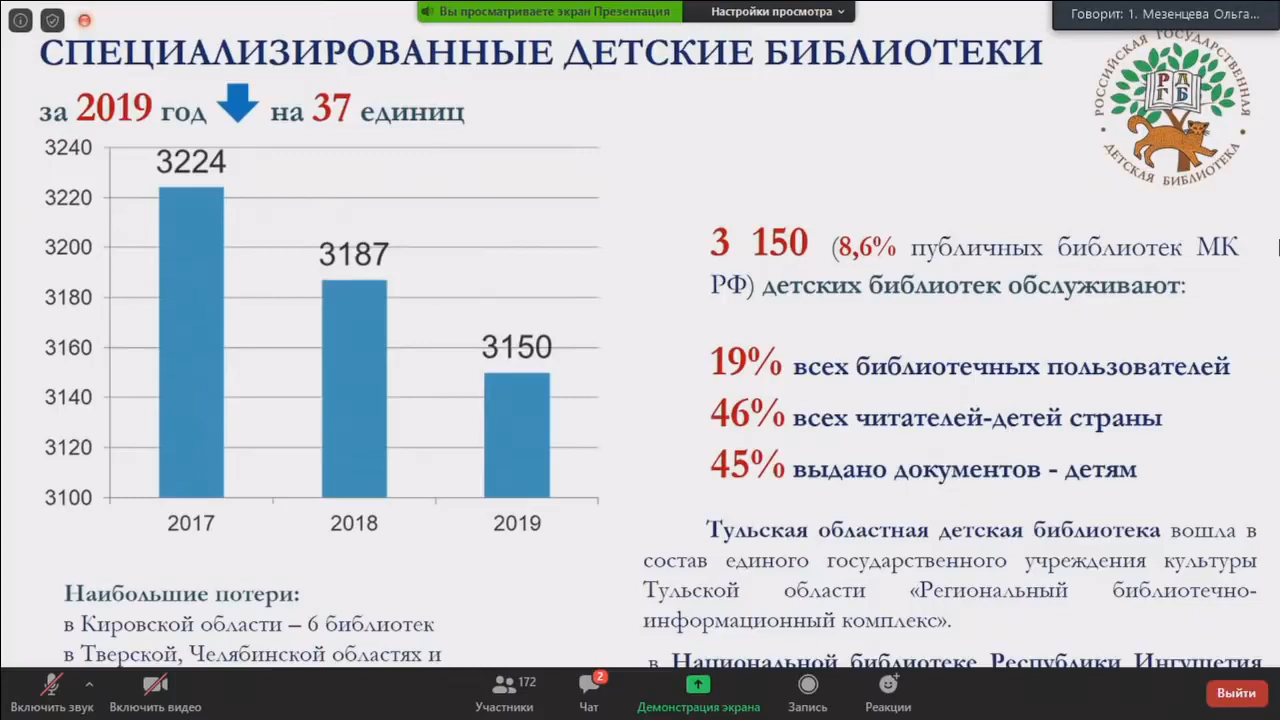 Вы просматриваете экран Презентация
Настройки просмотра
Говорит: 1. Мезенцева Ольга...
СПЕЦИАЛИЗИРОВАННЫЕ ДЕТСКИЕ БИБЛИОТЕКИ
за 2019 год на 37 единиц
РОССИЙСКАЯ ГОСУДАРСТВЕННАЯ
ДЕТСКАЯ БИБЛИОТЕКА
Р Г Д Б
3240
3220
3200
3180
3160
3140
3120
3100
3224
3187
3150
2017
2018
2019
3 150 (8,6% публичных библиотек МК
РФ) детских библиотек обслуживают:
19% всех библиотечных пользователей
46% всех читателей-детей страны
45% выдано документов - детям
Тульская областная детская библиотека вошла в
состав единого государственного учреждения культуры
Тульской области «Региональный библиотечно-
информационный комплекс».
в Национальной библиотеке Республики Ингушетия
Наибольшие потери:
в Кировской области – 6 библиотек
в Тверской, Челябинской областях и
Включить звук
Включить видео
172
Участники
2
Чат
Демонстрация экрана
Запись
Реакции
Выйти